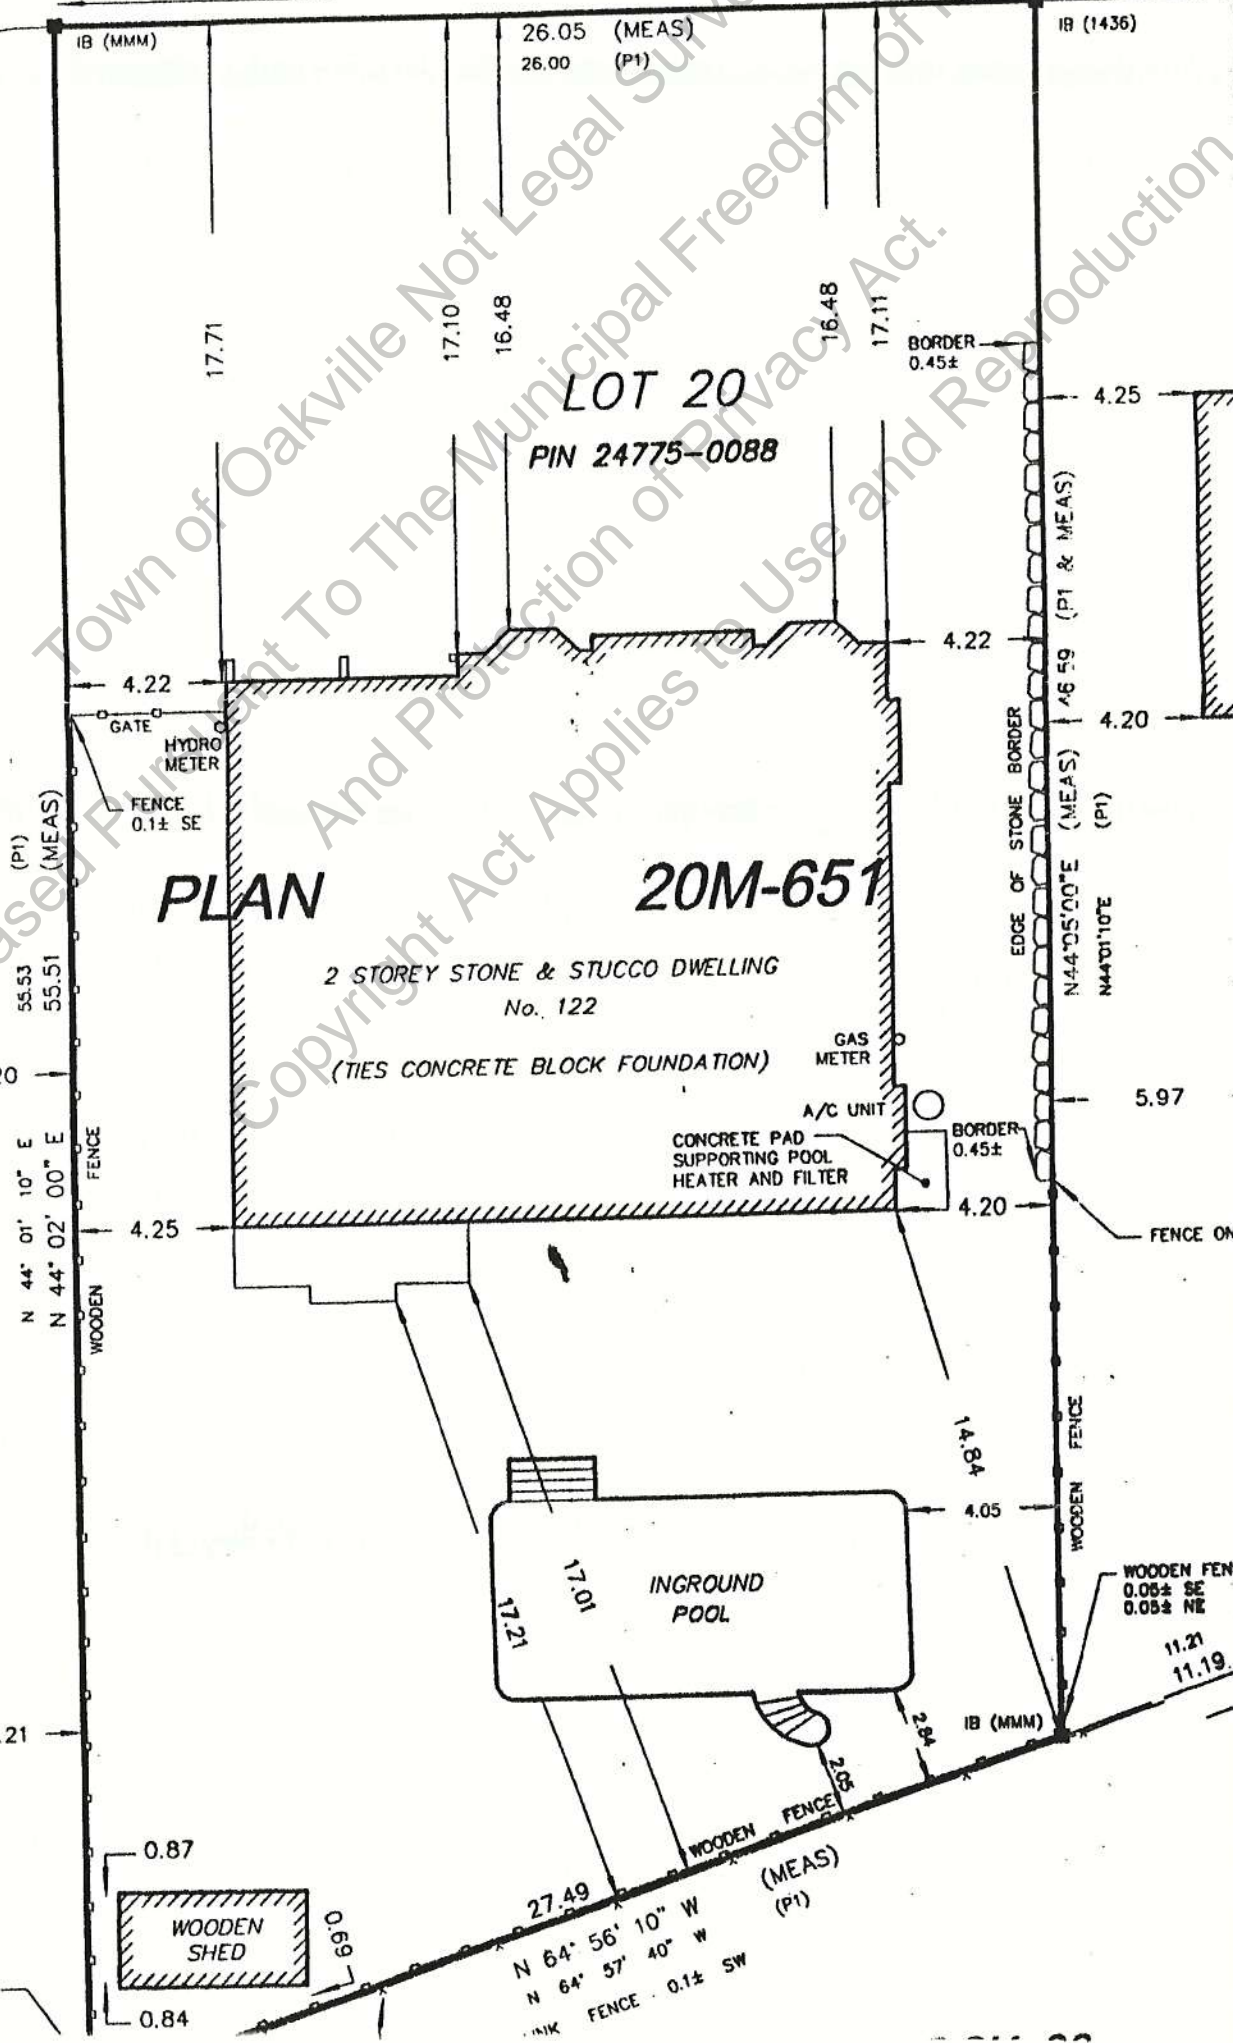 IB (MMM)
26.05 (MEAS)
26.00 (P1)
IB (1436)
17.71
17.10
16.48
16.48
17.11
BORDER
0.45±
4.25
LOT 20
PIN 24775-0088
4.22
4.22
4.20
GATE
HYDRO
METER
FENCE
0.1± SE
EDGE OF STONE BORDER
46.59 (P1 & MEAS)
N44°05'00"E (MEAS)
N44°01'10"E (P1)
55.53 (P1)
55.51 (MEAS)
N 44° 01' 10" E
N 44° 02' 00" E
PLAN 20M-651
2 STOREY STONE & STUCCO DWELLING
No. 122
(TIES CONCRETE BLOCK FOUNDATION)
GAS
METER
A/C UNIT
CONCRETE PAD
SUPPORTING POOL
HEATER AND FILTER
BORDER
0.45±
5.97
20
WOODEN FENCE
4.25
4.20
FENCE ON
14.84
4.05
WOODEN FENCE
INGROUND
POOL
17.01
17.21
WOODEN FEN
0.05± SE
0.05± NE
11.21
11.19
IB (MMM)
2.84
2.05
.21
WOODEN FENCE
27.49
(MEAS)
(P1)
N 64° 56' 10" W
N 64° 57' 40" W
INK FENCE 0.1± SW
0.87
WOODEN
SHED
0.69
0.84
Town of Oakville Not Legal Surve
ased Pursuant To The Municipal Freedom of
And Protection of Privacy Act.
Copyright Act Applies to Use and Reproduction